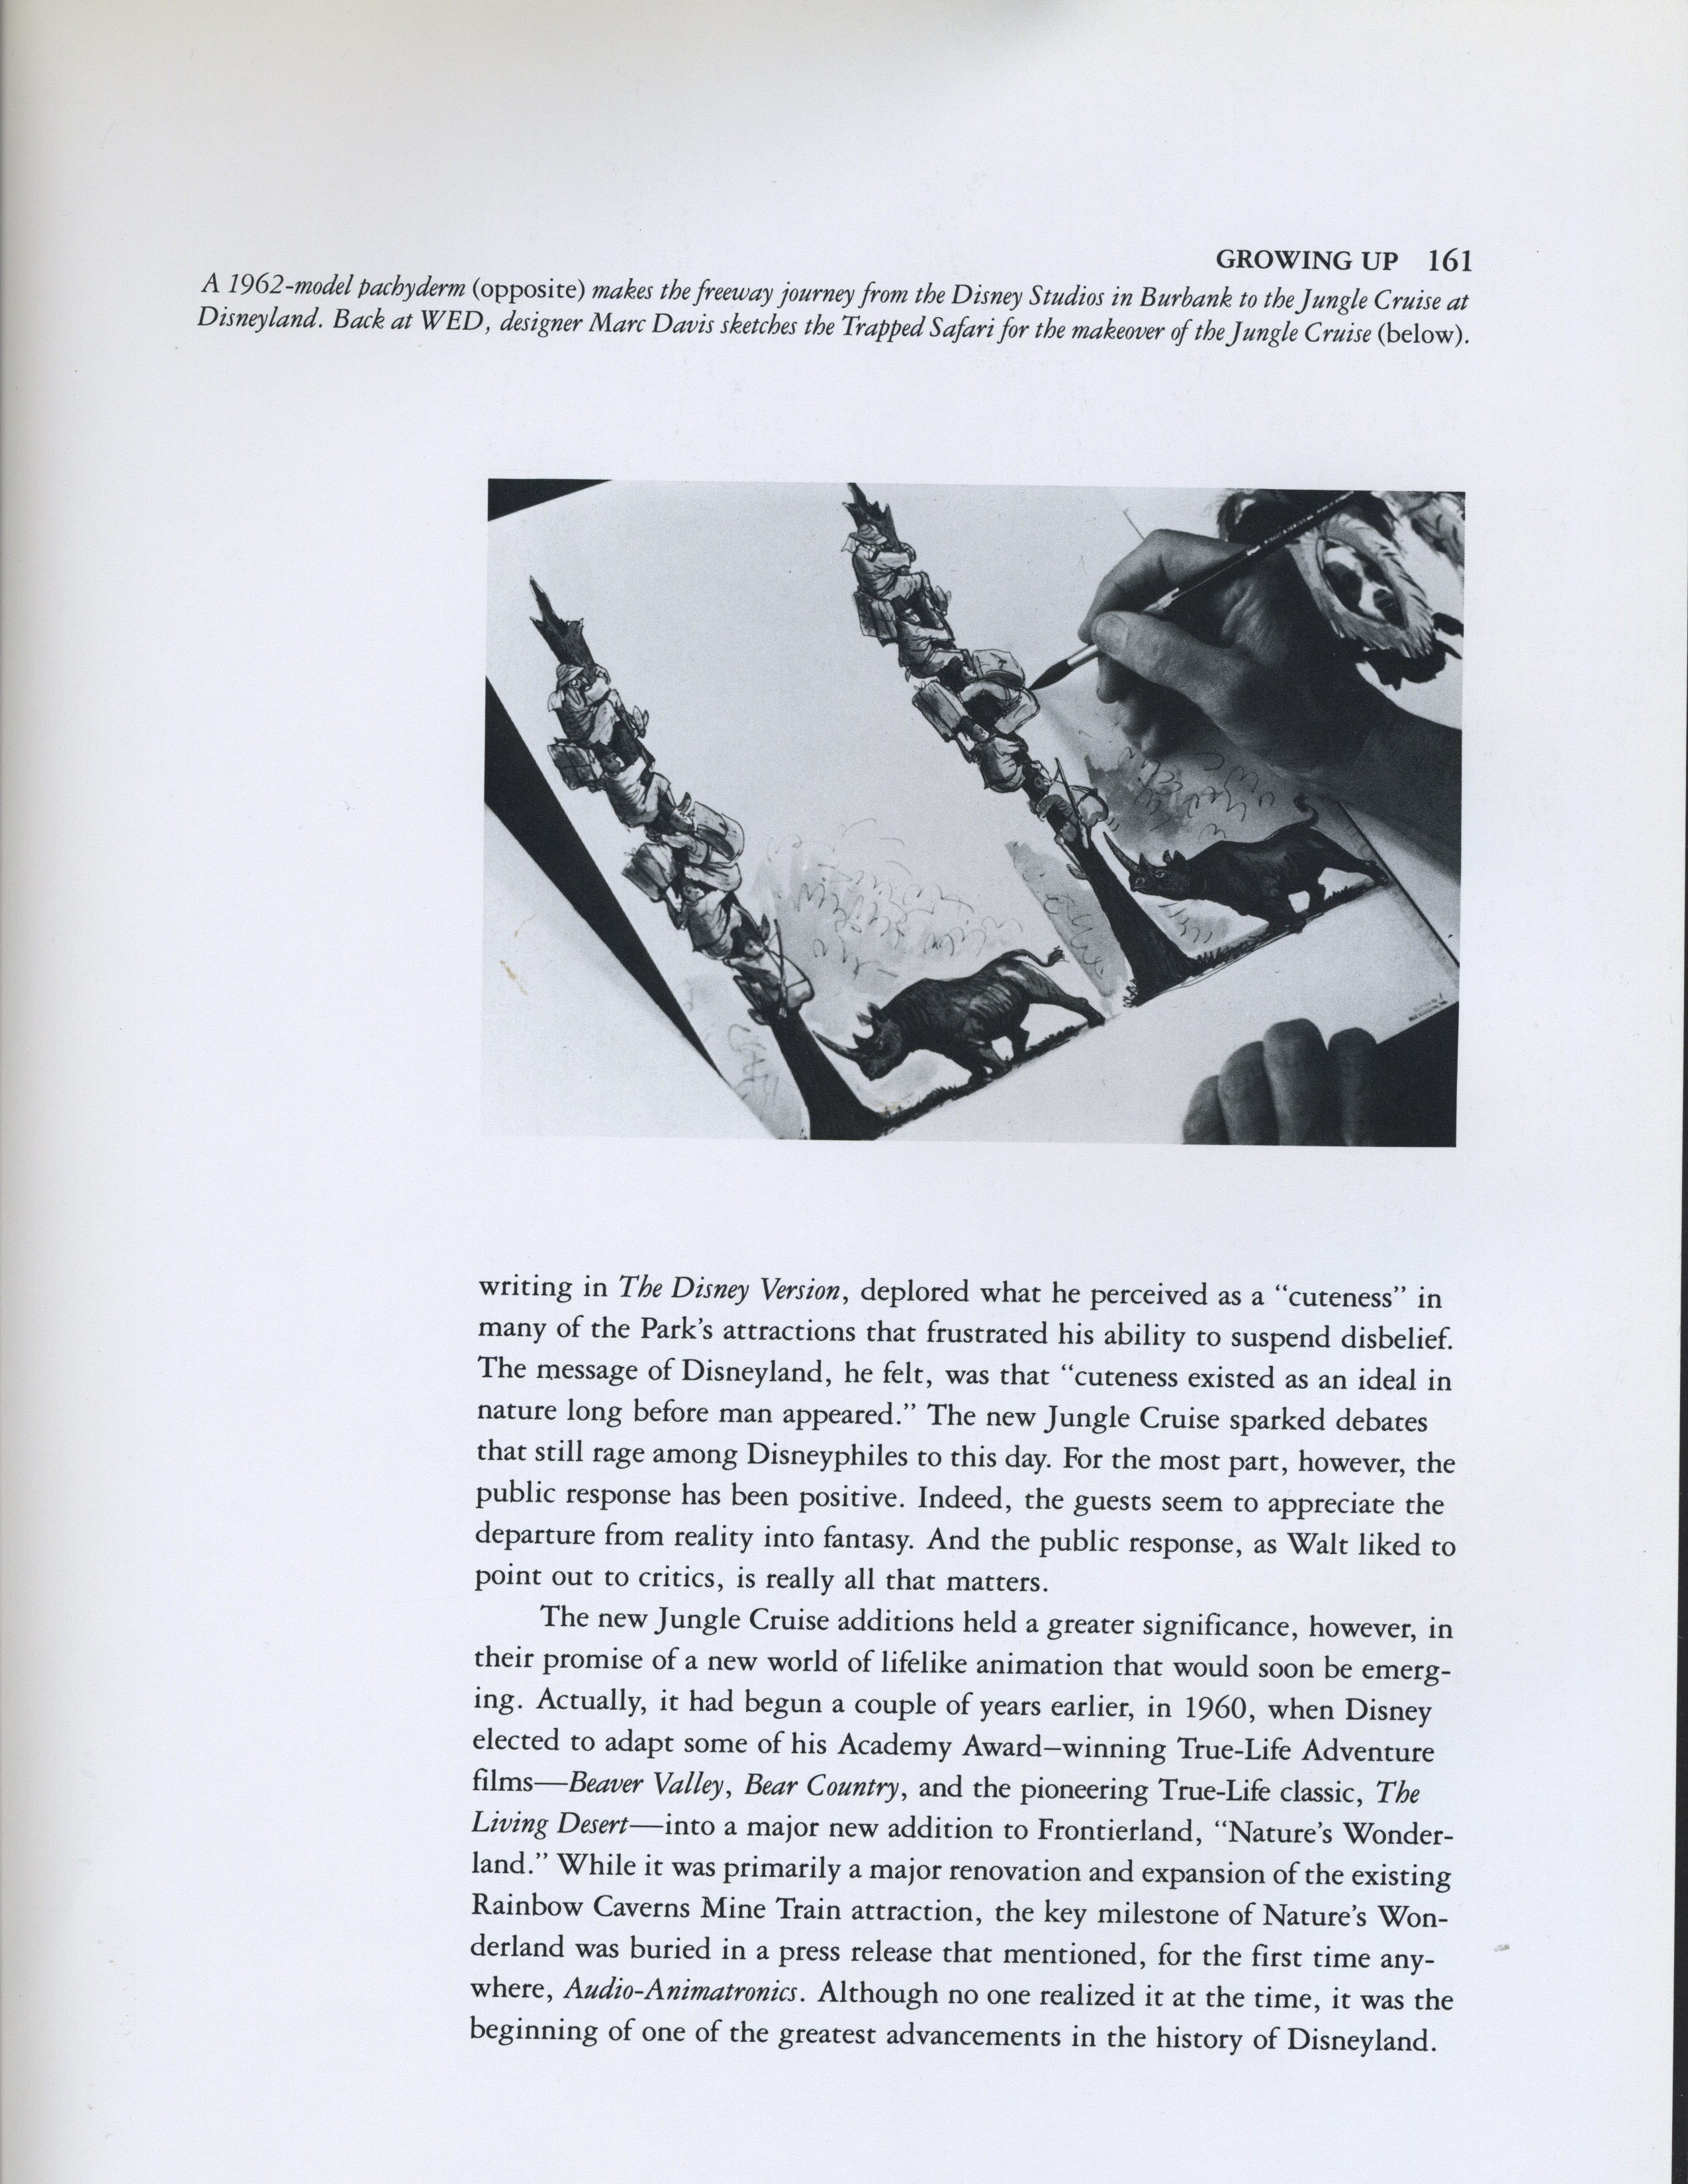 GROWING UP 161
A 1962-model pachyderm (opposite) makes the freeway journey from the Disney Studios in Burbank to the Jungle Cruise at
Disneyland. Back at WED, designer Marc Davis sketches the Trapped Safari for the makeover of the Jungle Cruise (below).
writing in The Disney Version, deplored what he perceived as a “cuteness” in
many of the Park’s attractions that frustrated his ability to suspend disbelief.
The message of Disneyland, he felt, was that “cuteness existed as an ideal in
nature long before man appeared.” The new Jungle Cruise sparked debates
that still rage among Disneyphiles to this day. For the most part, however, the
public response has been positive. Indeed, the guests seem to appreciate the
departure from reality into fantasy. And the public response, as Walt liked to
point out to critics, is really all that matters.
The new Jungle Cruise additions held a greater significance, however, in
their promise of a new world of lifelike animation that would soon be emerg-
ing. Actually, it had begun a couple of years earlier, in 1960, when Disney
elected to adapt some of his Academy Award–winning True-Life Adventure
films—Beaver Valley, Bear Country, and the pioneering True-Life classic, The
Living Desert—into a major new addition to Frontierland, “Nature’s Wonder-
land.” While it was primarily a major renovation and expansion of the existing
Rainbow Caverns Mine Train attraction, the key milestone of Nature’s Won-
derland was buried in a press release that mentioned, for the first time any-
where, Audio-Animatronics. Although no one realized it at the time, it was the
beginning of one of the greatest advancements in the history of Disneyland.